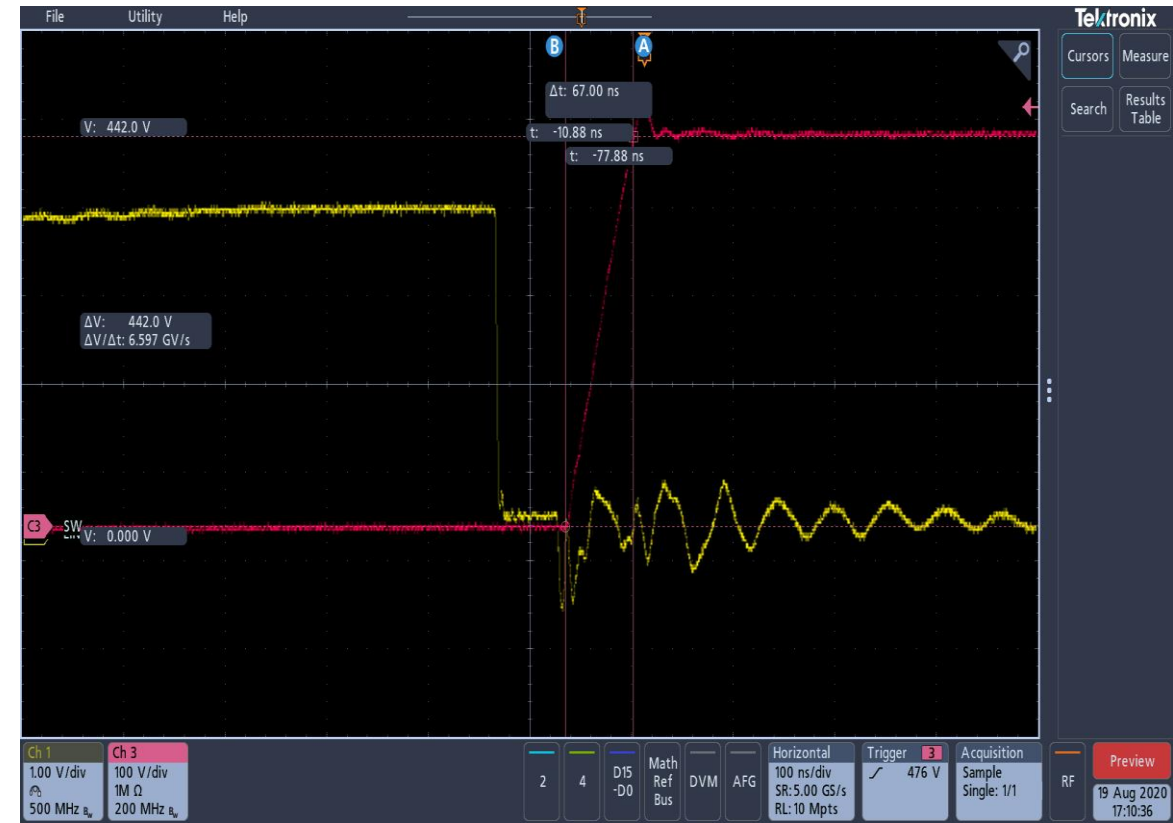 File Utility Help
Tektronix
Cursors Measure
Search Results Table
B A
Δt: 67.00 ns
V: 442.0 V
t: -10.88 ns
t: -77.88 ns
ΔV: 442.0 V
ΔV/Δt: 6.597 GV/s
C3 SW
V: 0.000 V
Ch 1
1.00 V/div
500 MHz Bw
Ch 3
100 V/div
1M Ω
200 MHz Bw
2
4
D15
-D0
Math
Ref
Bus
DVM
AFG
Horizontal
100 ns/div
SR:5.00 GS/s
RL:10 Mpts
Trigger 3
476 V
Acquisition
Sample
Single: 1/1
RF
Preview
19 Aug 2020
17:10:36